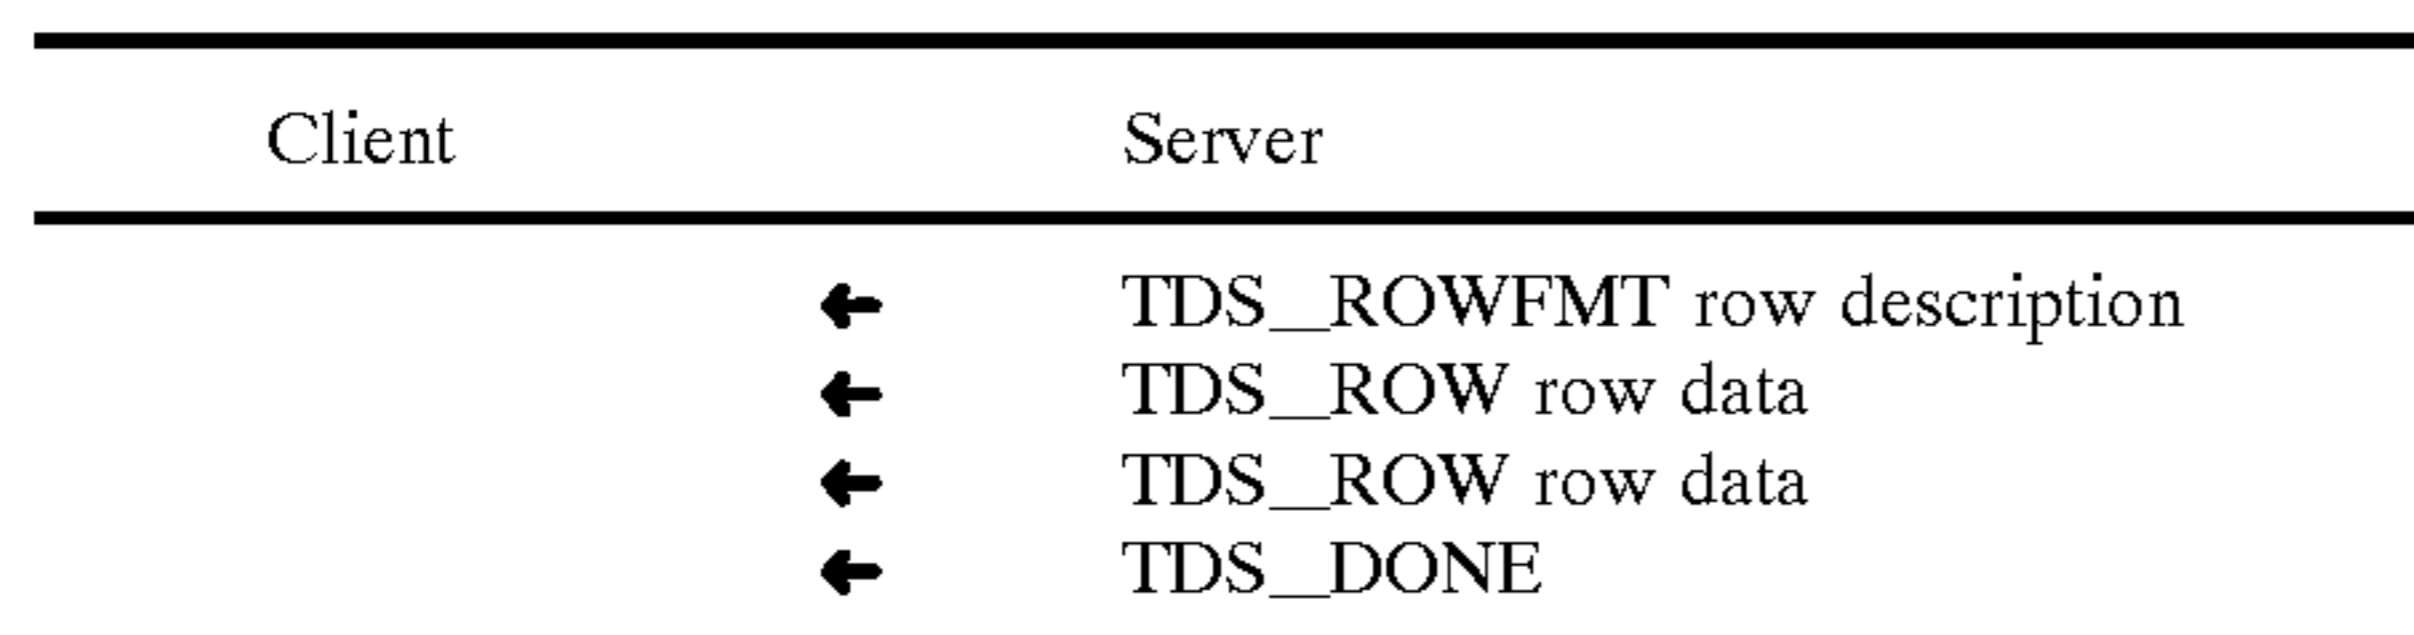 Client Server
← TDS_ROWFMT row description
← TDS_ROW row data
← TDS_ROW row data
← TDS_DONE